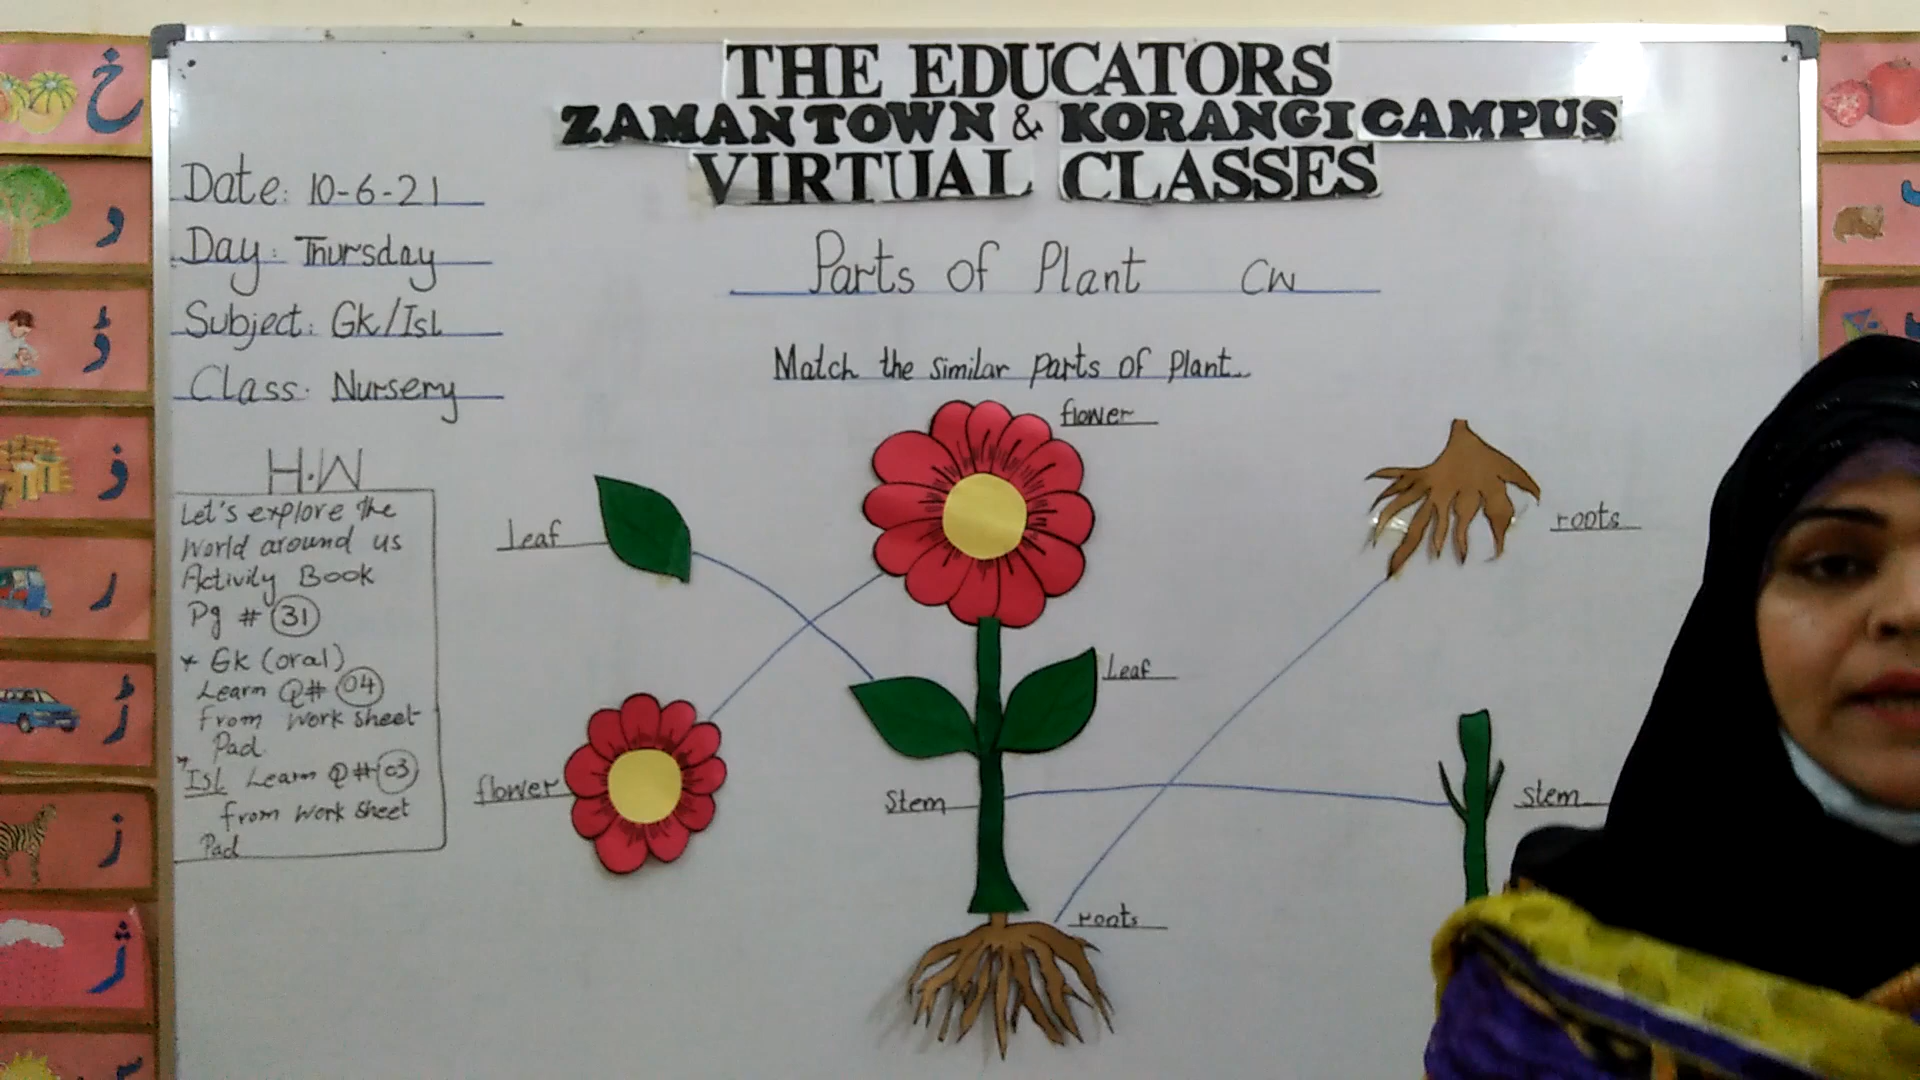 THE EDUCATORS
ZAMAN TOWN & KORANGI CAMPUS
VIRTUAL CLASSES
Date: 10-6-21
Day: Thursday
Subject: Gk/Isl
Class: Nursery
Parts of Plant CW
Match the similar parts of plant.
H.W
Let's explore the
World around us
Activity Book
Pg # 31
* Gk (oral)
Learn Q# 04
from work sheet
Pad
* Isl Learn Q# 03
from work sheet
Pad
flower
leaf
roots
leaf
flower
Stem
stem
roots
خ
د
ڈ
ذ
ر
ڑ
ز
ژ